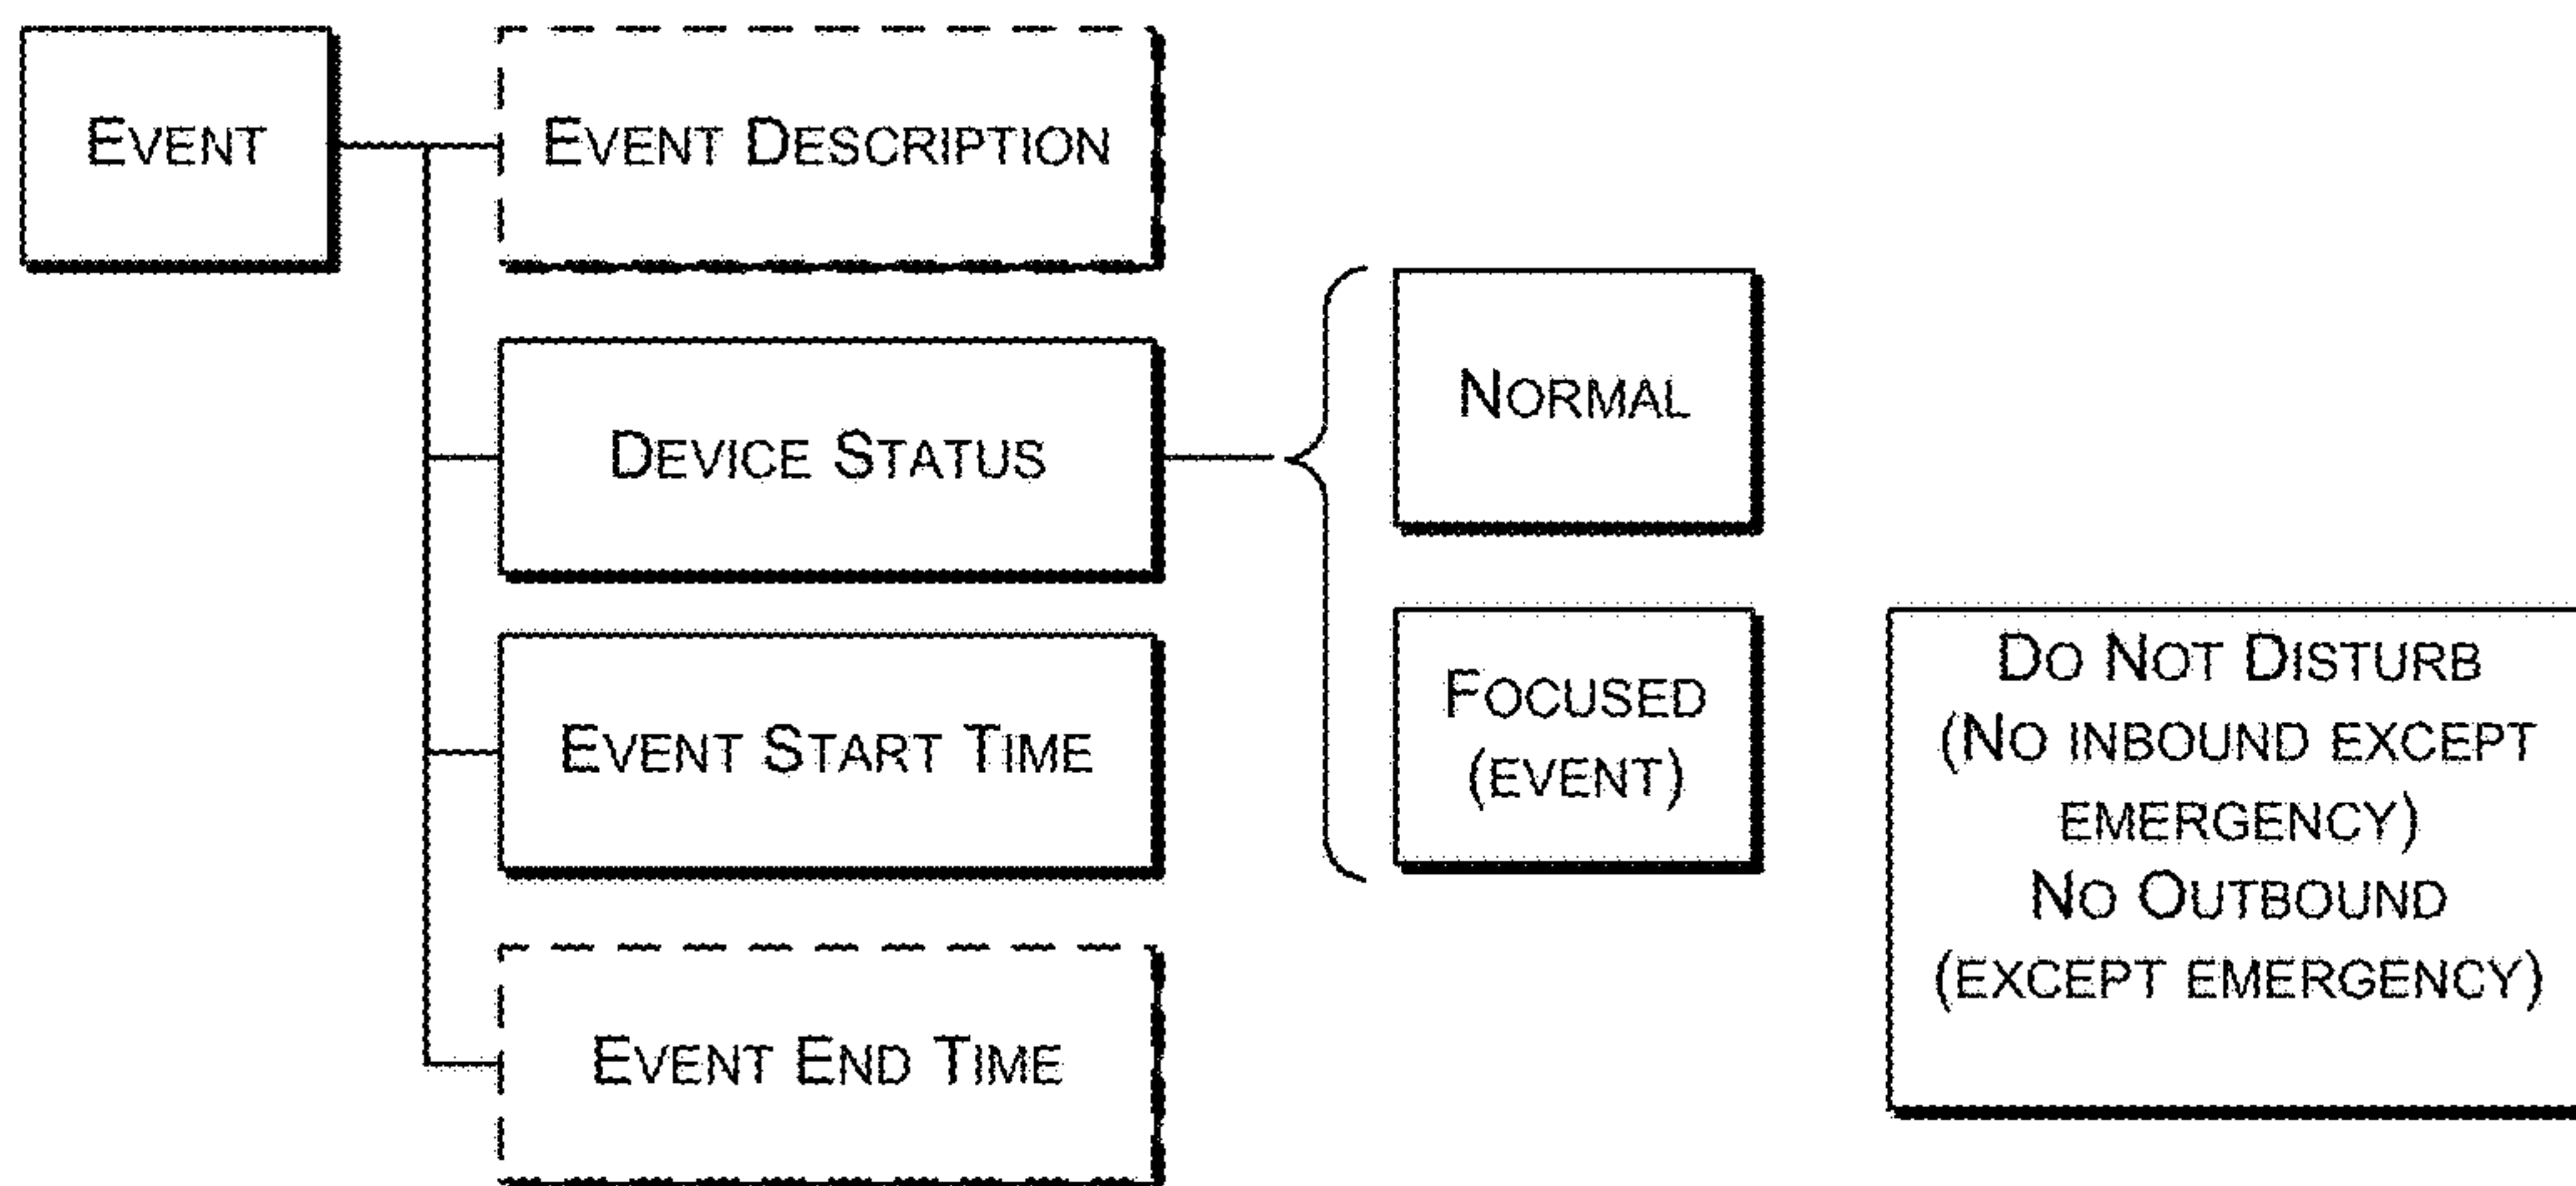 EVENT
EVENT DESCRIPTION
DEVICE STATUS
NORMAL
EVENT START TIME
FOCUSED
(EVENT)
DO NOT DISTURB
(NO INBOUND EXCEPT
EMERGENCY)
NO OUTBOUND
(EXCEPT EMERGENCY)
EVENT END TIME